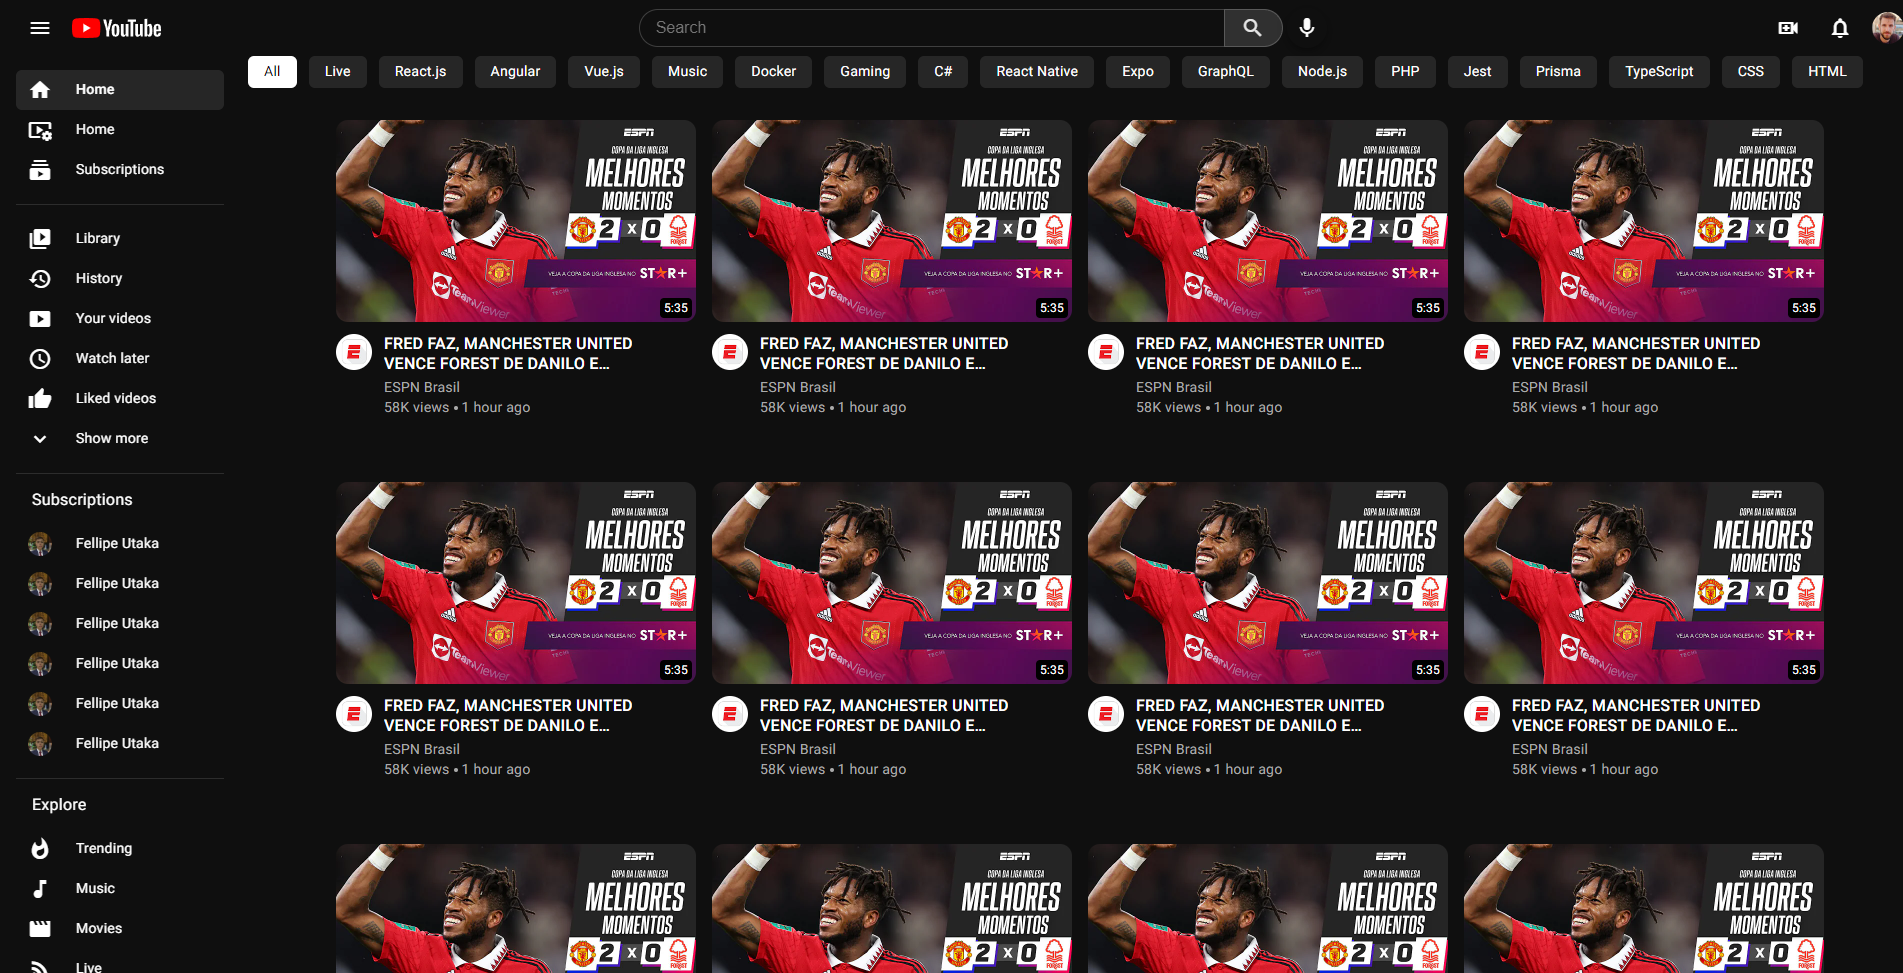 YouTube
Search
All Live React.js Angular Vue.js Music Docker Gaming C# React Native Expo GraphQL Node.js PHP Jest Prisma TypeScript CSS HTML
Home
Home
Subscriptions
Library
History
Your videos
Watch later
Liked videos
Show more
Subscriptions
Fellipe Utaka
Fellipe Utaka
Fellipe Utaka
Fellipe Utaka
Fellipe Utaka
Fellipe Utaka
Explore
Trending
Music
Movies
Live
ESPN
COPA DA LIGA INGLESA
MELHORES
MOMENTOS
2 X 0
FOREST
VEJA A COPA DA LIGA INGLESA NO STAR+
TeamViewer
5:35
FRED FAZ, MANCHESTER UNITED
VENCE FOREST DE DANILO E...
ESPN Brasil
58K views • 1 hour ago
ESPN
COPA DA LIGA INGLESA
MELHORES
MOMENTOS
2 X 0
FOREST
VEJA A COPA DA LIGA INGLESA NO STAR+
TeamViewer
5:35
FRED FAZ, MANCHESTER UNITED
VENCE FOREST DE DANILO E...
ESPN Brasil
58K views • 1 hour ago
ESPN
COPA DA LIGA INGLESA
MELHORES
MOMENTOS
2 X 0
FOREST
VEJA A COPA DA LIGA INGLESA NO STAR+
TeamViewer
5:35
FRED FAZ, MANCHESTER UNITED
VENCE FOREST DE DANILO E...
ESPN Brasil
58K views • 1 hour ago
ESPN
COPA DA LIGA INGLESA
MELHORES
MOMENTOS
2 X 0
FOREST
VEJA A COPA DA LIGA INGLESA NO STAR+
TeamViewer
5:35
FRED FAZ, MANCHESTER UNITED
VENCE FOREST DE DANILO E...
ESPN Brasil
58K views • 1 hour ago
ESPN
COPA DA LIGA INGLESA
MELHORES
MOMENTOS
2 X 0
FOREST
VEJA A COPA DA LIGA INGLESA NO STAR+
TeamViewer
5:35
FRED FAZ, MANCHESTER UNITED
VENCE FOREST DE DANILO E...
ESPN Brasil
58K views • 1 hour ago
ESPN
COPA DA LIGA INGLESA
MELHORES
MOMENTOS
2 X 0
FOREST
VEJA A COPA DA LIGA INGLESA NO STAR+
TeamViewer
5:35
FRED FAZ, MANCHESTER UNITED
VENCE FOREST DE DANILO E...
ESPN Brasil
58K views • 1 hour ago
ESPN
COPA DA LIGA INGLESA
MELHORES
MOMENTOS
2 X 0
FOREST
VEJA A COPA DA LIGA INGLESA NO STAR+
TeamViewer
5:35
FRED FAZ, MANCHESTER UNITED
VENCE FOREST DE DANILO E...
ESPN Brasil
58K views • 1 hour ago
ESPN
COPA DA LIGA INGLESA
MELHORES
MOMENTOS
2 X 0
FOREST
VEJA A COPA DA LIGA INGLESA NO STAR+
TeamViewer
5:35
FRED FAZ, MANCHESTER UNITED
VENCE FOREST DE DANILO E...
ESPN Brasil
58K views • 1 hour ago
ESPN
COPA DA LIGA INGLESA
MELHORES
MOMENTOS
2 X 0
FOREST
ESPN
COPA DA LIGA INGLESA
MELHORES
MOMENTOS
2 X 0
FOREST
ESPN
COPA DA LIGA INGLESA
MELHORES
MOMENTOS
2 X 0
FOREST
ESPN
COPA DA LIGA INGLESA
MELHORES
MOMENTOS
2 X 0
FOREST